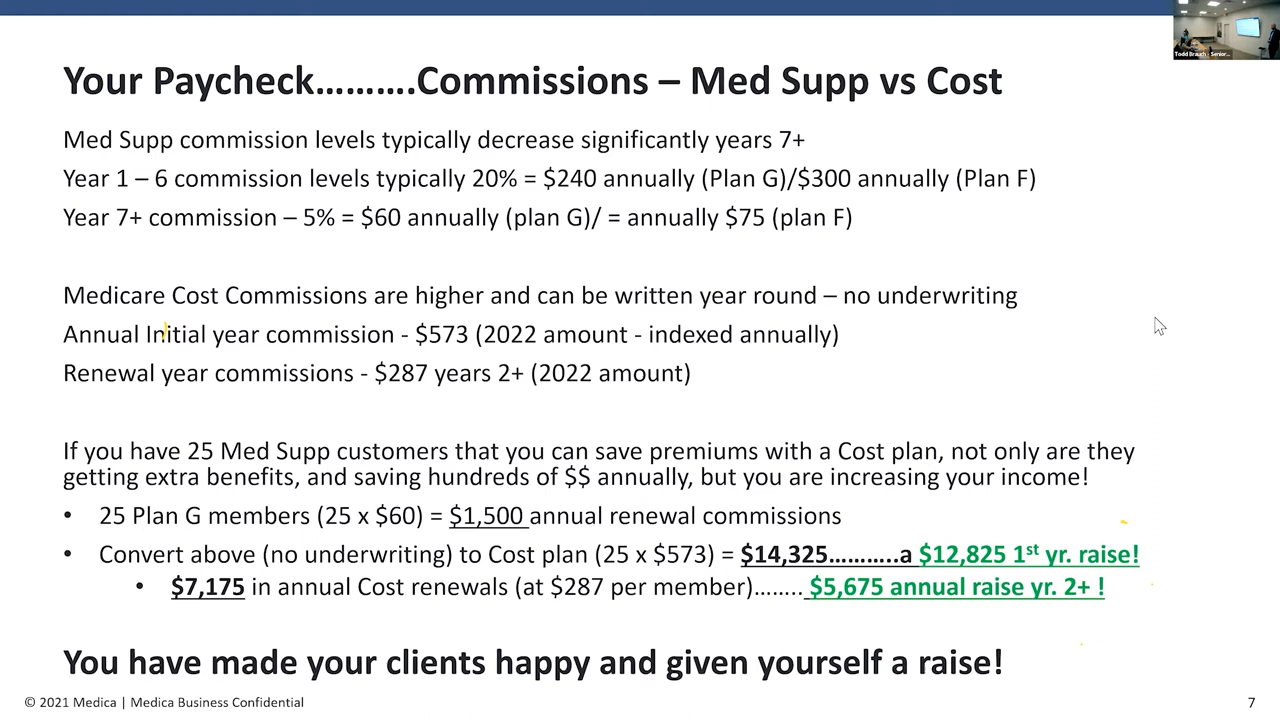 Todd Brauch - Senior...
Your Paycheck……….Commissions – Med Supp vs Cost
Med Supp commission levels typically decrease significantly years 7+
Year 1 – 6 commission levels typically 20% = $240 annually (Plan G)/$300 annually (Plan F)
Year 7+ commission – 5% = $60 annually (plan G)/ = annually $75 (plan F)
Medicare Cost Commissions are higher and can be written year round – no underwriting
Annual Initial year commission - $573 (2022 amount - indexed annually)
Renewal year commissions - $287 years 2+ (2022 amount)
If you have 25 Med Supp customers that you can save premiums with a Cost plan, not only are they
getting extra benefits, and saving hundreds of $$ annually, but you are increasing your income!
• 25 Plan G members (25 x $60) = $1,500 annual renewal commissions
• Convert above (no underwriting) to Cost plan (25 x $573) = $14,325………..a $12,825 1st yr. raise!
• $7,175 in annual Cost renewals (at $287 per member)…….. $5,675 annual raise yr. 2+ !
You have made your clients happy and given yourself a raise!
© 2021 Medica | Medica Business Confidential
7